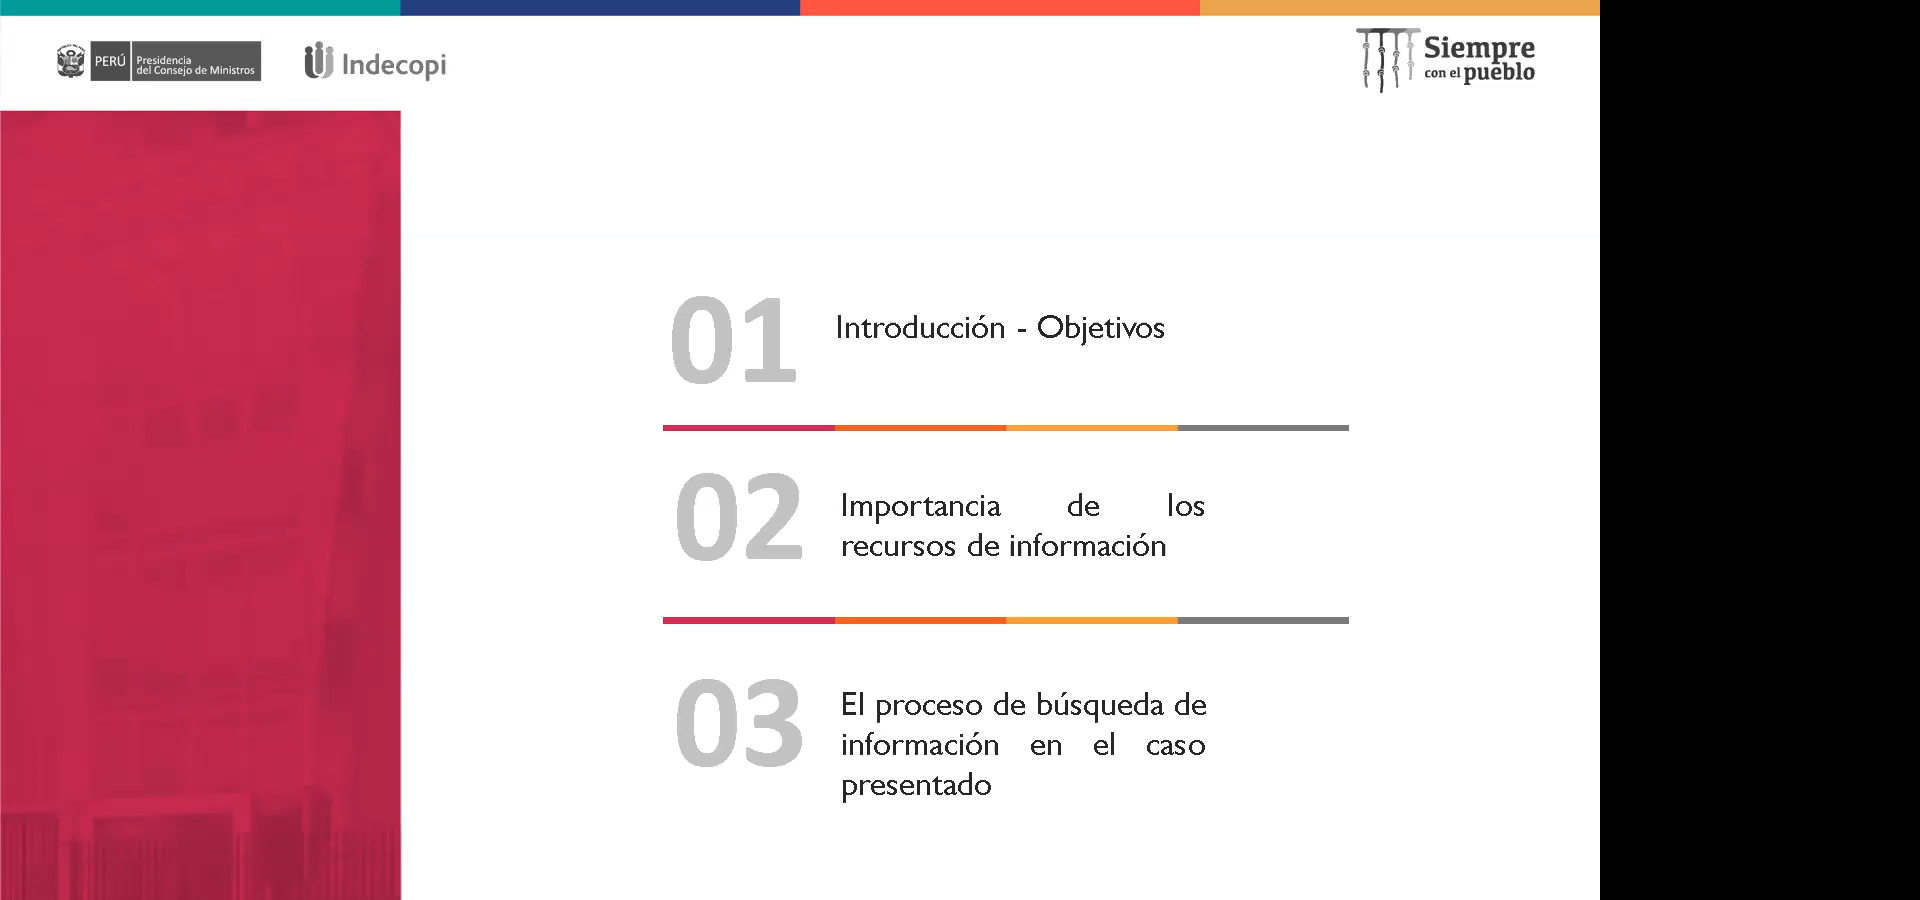 PERÚ
Presidencia
del Consejo de Ministros
Indecopi
Siempre
con el pueblo
01
Introducción - Objetivos
02
Importancia de los
recursos de información
03
El proceso de búsqueda de
información en el caso
presentado